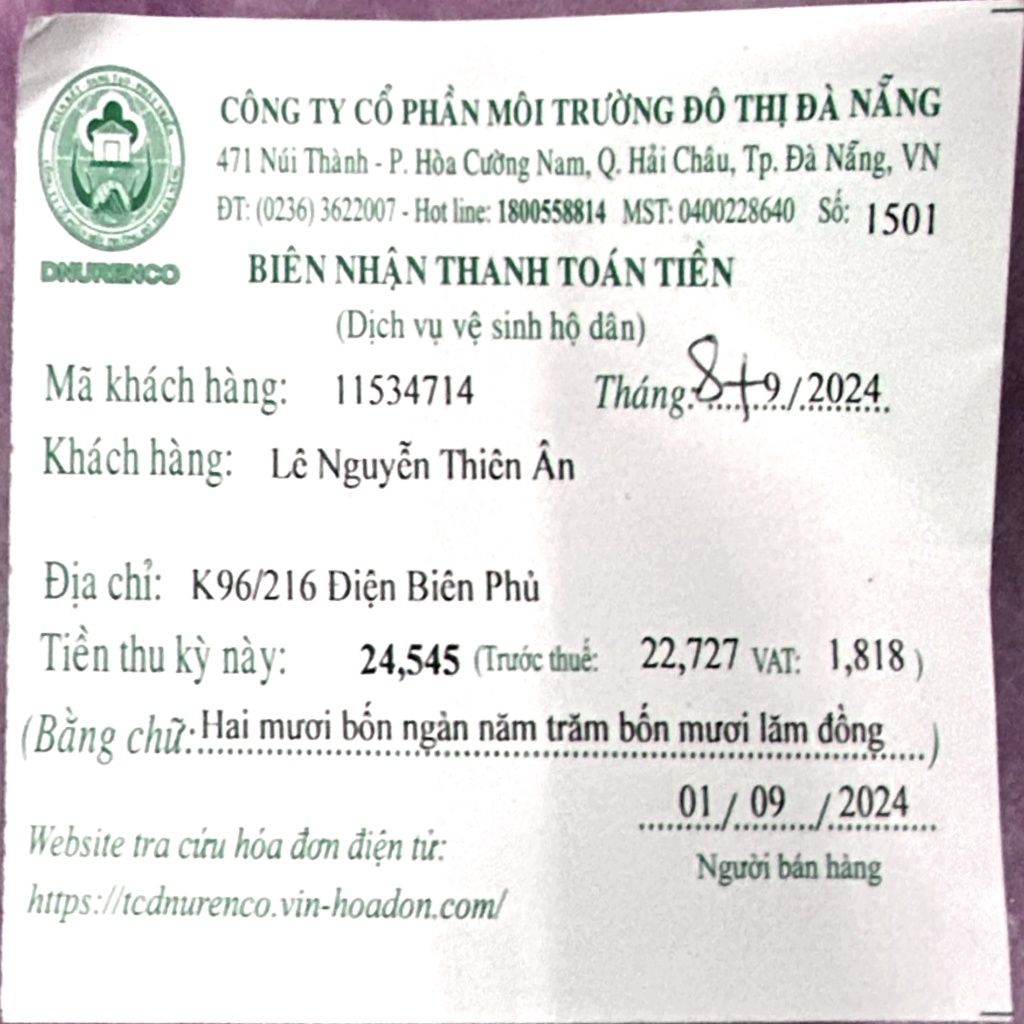 CÔNG TY CỔ PHẦN MÔI TRƯỜNG ĐÔ THỊ ĐÀ NẴNG
471 Núi Thành - P. Hòa Cường Nam, Q. Hải Châu, Tp. Đà Nẵng, VN
ĐT: (0236) 3622007 - Hot line: 1800558814 MST: 0400228640 Số: 1501
DNURENCO
BIÊN NHẬN THANH TOÁN TIỀN
(Dịch vụ vệ sinh hộ dân)
Mã khách hàng: 11534714 Tháng: 8+9/2024
Khách hàng: Lê Nguyễn Thiên Ân
Địa chỉ: K96/216 Điện Biên Phủ
Tiền thu kỳ này: 24,545 (Trước thuế: 22,727 VAT: 1,818 )
(Bằng chữ: Hai mươi bốn ngàn năm trăm bốn mươi lăm đồng )
01 / 09 / 2024
Người bán hàng
Website tra cứu hóa đơn điện tử:
https://tcdnurenco.vin-hoadon.com/